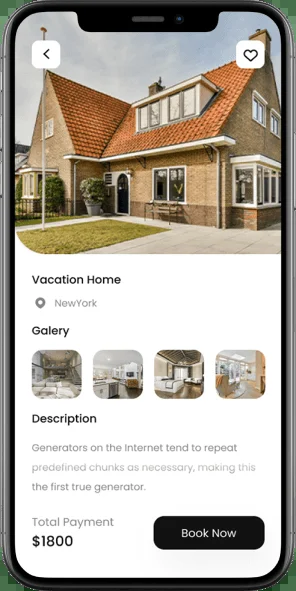 Vacation Home
NewYork
Galery
Description
Generators on the Internet tend to repeat
predefined chunks as necessary, making this
the first true generator.
Total Payment
$1800
Book Now